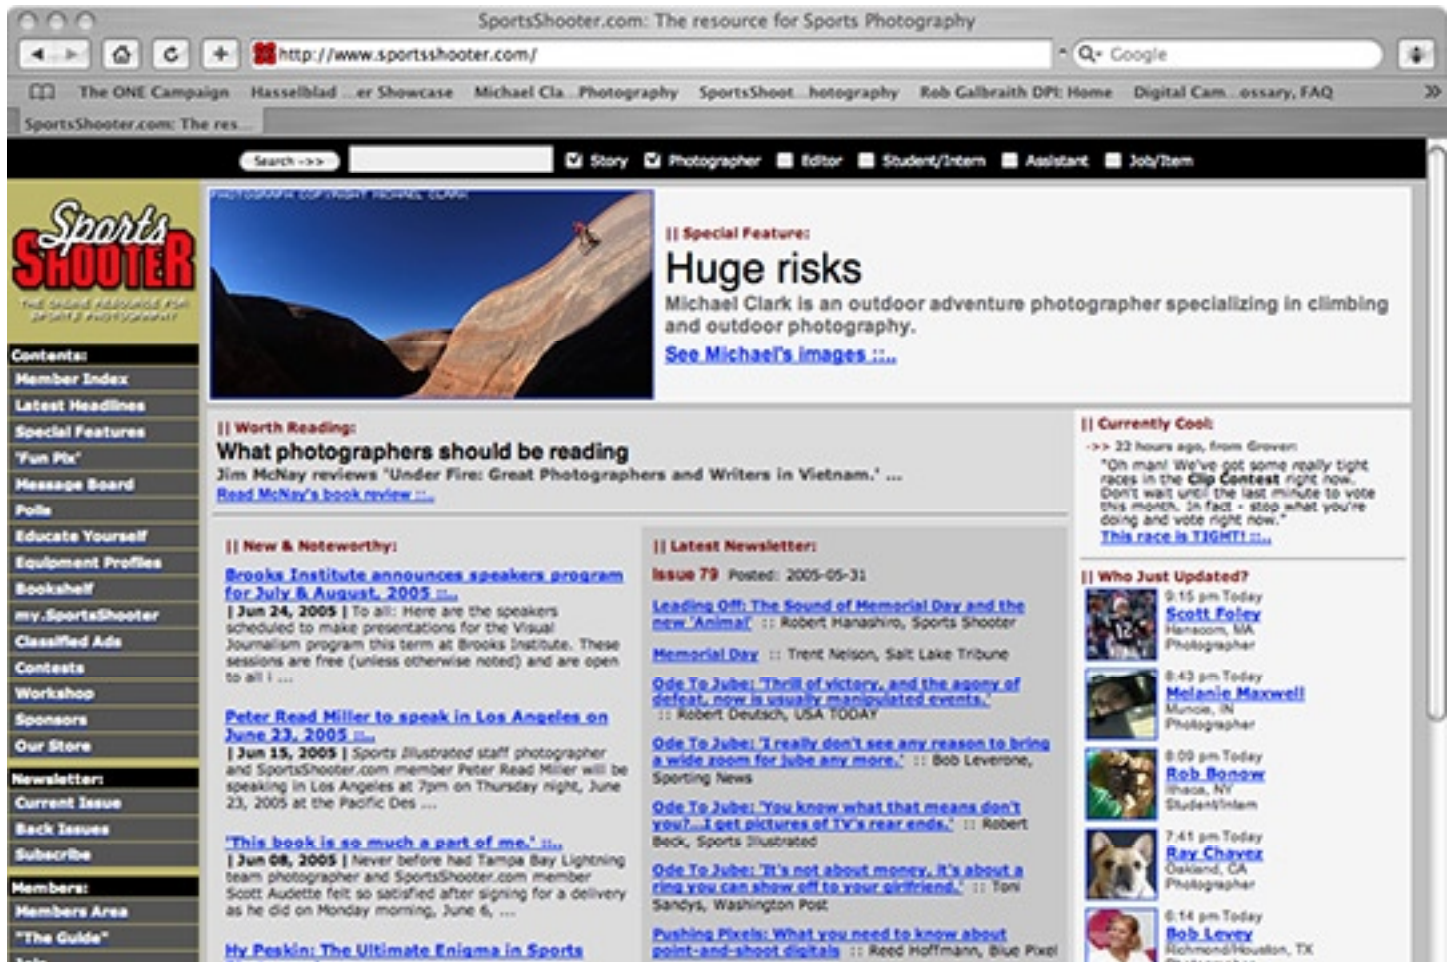 SportsShooter.com: The resource for Sports Photography
http://www.sportsshooter.com/
Google
The ONE Campaign Hasselblad ...er Showcase Michael Cla...Photography SportsShoot...hotography Rob Galbraith DPI: Home Digital Cam...ossary, FAQ
SportsShooter.com: The res...
Search ->> Story Photographer Editor Student/Intern Assistant Job/Item
Sports
SHOOTER
THE ONLINE RESOURCE FOR
SPORTS PHOTOGRAPHY
Contents:
Member Index
Latest Headlines
Special Features
'Fun Pix'
Message Board
Polls
Educate Yourself
Equipment Profiles
Bookshelf
my.SportsShooter
Classified Ads
Contests
Workshop
Sponsors
Our Store
Newsletter:
Current Issue
Back Issues
Subscribe
Members:
Members Area
"The Guide"
Join
PHOTOGRAPH COPYRIGHT MICHAEL CLARK
|| Special Feature:
Huge risks
Michael Clark is an outdoor adventure photographer specializing in climbing
and outdoor photography.
See Michael's images ::..
|| Worth Reading:
What photographers should be reading
Jim McNay reviews 'Under Fire: Great Photographers and Writers in Vietnam.' ...
Read McNay's book review ::..
|| New & Noteworthy:
Brooks Institute announces speakers program
for July & August, 2005 ::..
| Jun 24, 2005 | To all: Here are the speakers
scheduled to make presentations for the Visual
Journalism program this term at Brooks Institute. These
sessions are free (unless otherwise noted) and are open
to all i ...
Peter Read Miller to speak in Los Angeles on
June 23, 2005 ::..
| Jun 15, 2005 | Sports Illustrated staff photographer
and SportsShooter.com member Peter Read Miller will be
speaking in Los Angeles at 7pm on Thursday night, June
23, 2005 at the Pacific Des ...
'This book is so much a part of me.' ::..
| Jun 08, 2005 | Never before had Tampa Bay Lightning
team photographer and SportsShooter.com member
Scott Audette felt so satisfied after signing for a delivery
as he did on Monday morning, June 6, ...
Hy Peskin: The Ultimate Enigma in Sports
|| Latest Newsletter:
Issue 79 Posted: 2005-05-31
Leading Off: The Sound of Memorial Day and the
new 'Animal' :: Robert Hanashiro, Sports Shooter
Memorial Day :: Trent Nelson, Salt Lake Tribune
Ode To Jube: 'Thrill of victory, and the agony of
defeat, now is usually manipulated events.'
:: Robert Deutsch, USA TODAY
Ode To Jube: 'I really don't see any reason to bring
a wide zoom for jube any more.' :: Bob Leverone,
Sporting News
Ode To Jube: 'You know what that means don't
you?...I get pictures of TV's rear ends.' :: Robert
Beck, Sports Illustrated
Ode To Jube: 'It's not about money, it's about a
ring you can show off to your girlfriend.' :: Toni
Sandys, Washington Post
Pushing Pixels: What you need to know about
point-and-shoot digitals :: Reed Hoffmann, Blue Pixel
|| Currently Cool:
->> 22 hours ago, from Grover:
"Oh man! We've got some really tight
races in the Clip Contest right now.
Don't wait until the last minute to vote
this month. In fact - stop what you're
doing and vote right now."
This race is TIGHT! ::..
|| Who Just Updated?
9:15 pm Today
Scott Foley
Hanscom, MA
Photographer
8:43 pm Today
Melanie Maxwell
Muncie, IN
Photographer
8:09 pm Today
Rob Bonow
Ithaca, NY
Student/Intern
7:41 pm Today
Ray Chavez
Oakland, CA
Photographer
6:14 pm Today
Bob Levey
Richmond/Houston, TX